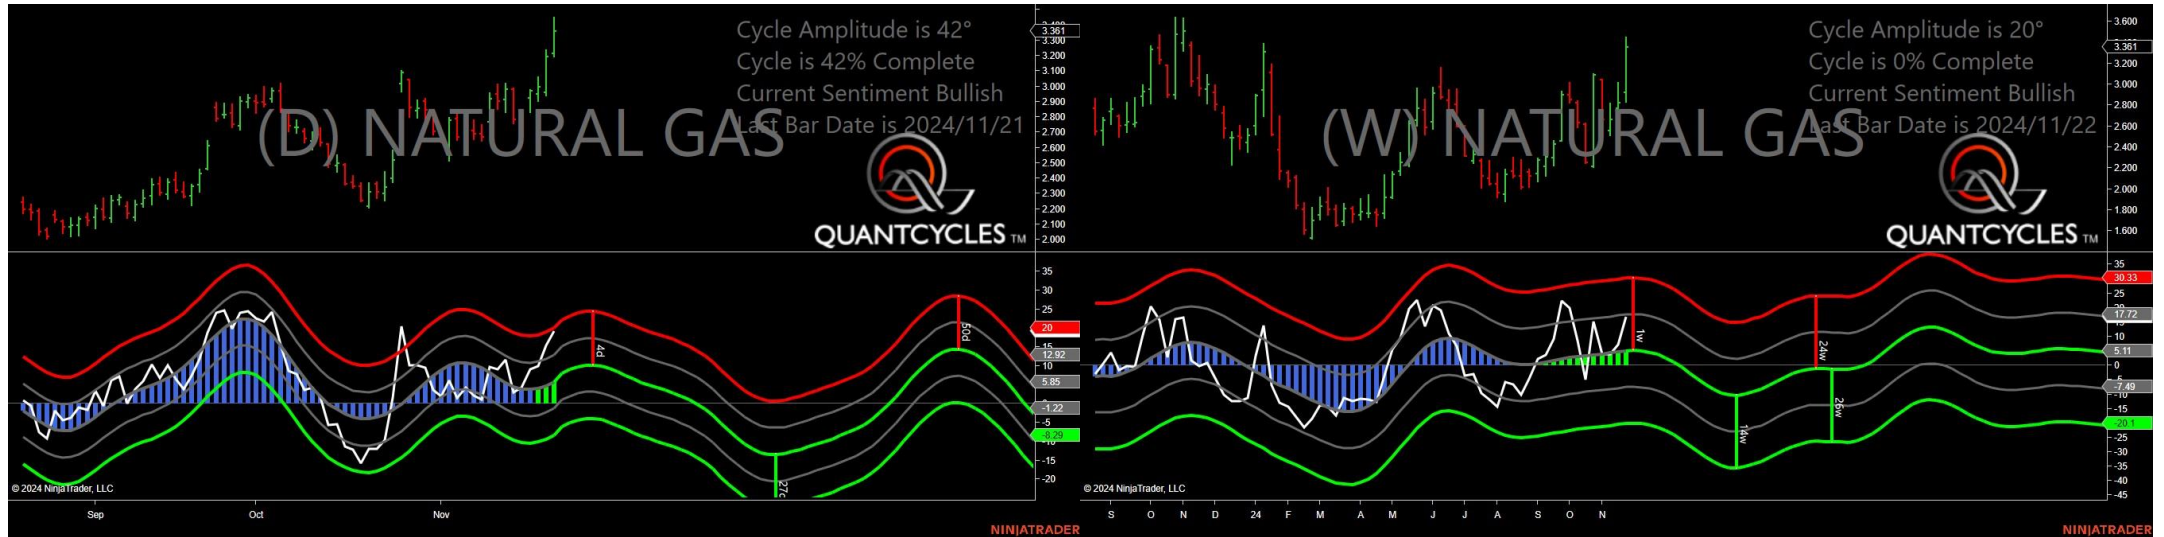 Cycle Amplitude is 42°
Cycle is 42% Complete
Current Sentiment Bullish
Last Bar Date is 2024/11/21
(D) NATURAL GAS
QUANTCYCLES TM
3.361
3.300
3.200
3.100
3.000
2.900
2.800
2.700
2.600
2.500
2.400
2.300
2.200
2.100
2.000
35
30
25
20
15
12.92
10
5.85
-1.22
-5
-8.29
-15
-20
4d
27d
50d
© 2024 NinjaTrader, LLC
Sep Oct Nov
NINJATRADER
Cycle Amplitude is 20°
Cycle is 0% Complete
Current Sentiment Bullish
Last Bar Date is 2024/11/22
(W) NATURAL GAS
QUANTCYCLES TM
3.600
3.361
3.200
3.000
2.800
2.600
2.400
2.200
2.000
1.800
1.600
35
30.33
25
17.72
10
5.11
0
-7.49
-10
-15
-20.1
-25
-30
-35
-40
-45
1w
14w
24w
26w
© 2024 NinjaTrader, LLC
S O N D 24 F M A M J J A S O N
NINJATRADER